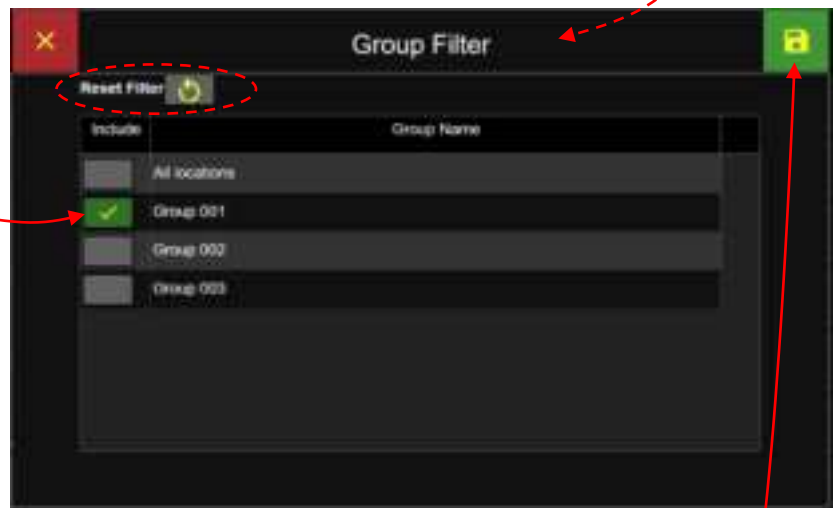 Group Filter
Reset Filter
Include Group Name
All locations
Group 001
Group 002
Group 003